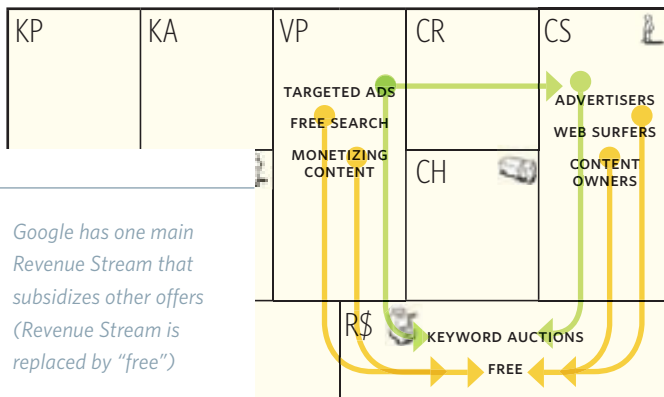 KP
KA
VP
CR
CS
TARGETED ADS
FREE SEARCH
MONETIZING
CONTENT
ADVERTISERS
WEB SURFERS
CONTENT
OWNERS
CH
Google has one main
Revenue Stream that
subsidizes other offers
(Revenue Stream is
replaced by “free”)
R$
KEYWORD AUCTIONS
FREE